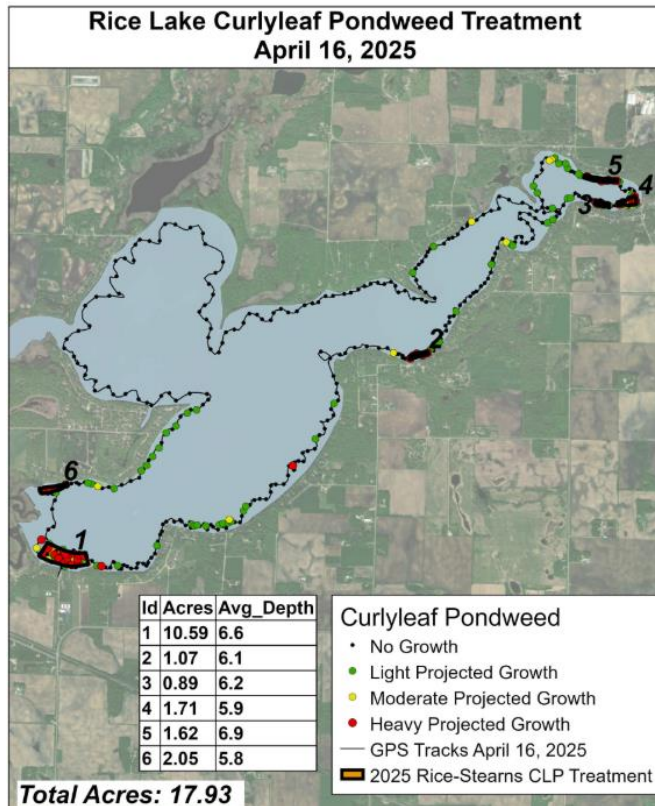 Rice Lake Curlyleaf Pondweed Treatment
April 16, 2025
5
4
3
2
6
1
Id Acres Avg_Depth
1 10.59 6.6
2 1.07 6.1
3 0.89 6.2
4 1.71 5.9
5 1.62 6.9
6 2.05 5.8
Total Acres: 17.93
Curlyleaf Pondweed
No Growth
Light Projected Growth
Moderate Projected Growth
Heavy Projected Growth
GPS Tracks April 16, 2025
2025 Rice-Stearns CLP Treatment